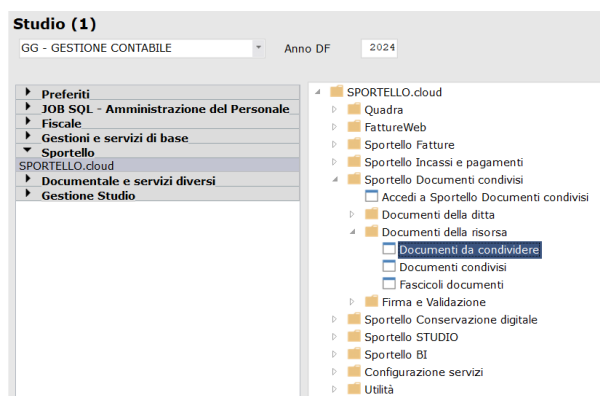 Studio (1)
GG - GESTIONE CONTABILE
Anno DF
2024
Preferiti
JOB SQL - Amministrazione del Personale
Fiscale
Gestioni e servizi di base
Sportello
SPORTELLO.cloud
Documentale e servizi diversi
Gestione Studio
SPORTELLO.cloud
Quadra
FattureWeb
Sportello Fatture
Sportello Incassi e pagamenti
Sportello Documenti condivisi
Accedi a Sportello Documenti condivisi
Documenti della ditta
Documenti della risorsa
Documenti da condividere
Documenti condivisi
Fascicoli documenti
Firma e Validazione
Sportello Conservazione digitale
Sportello STUDIO
Sportello BI
Configurazione servizi
Utilità